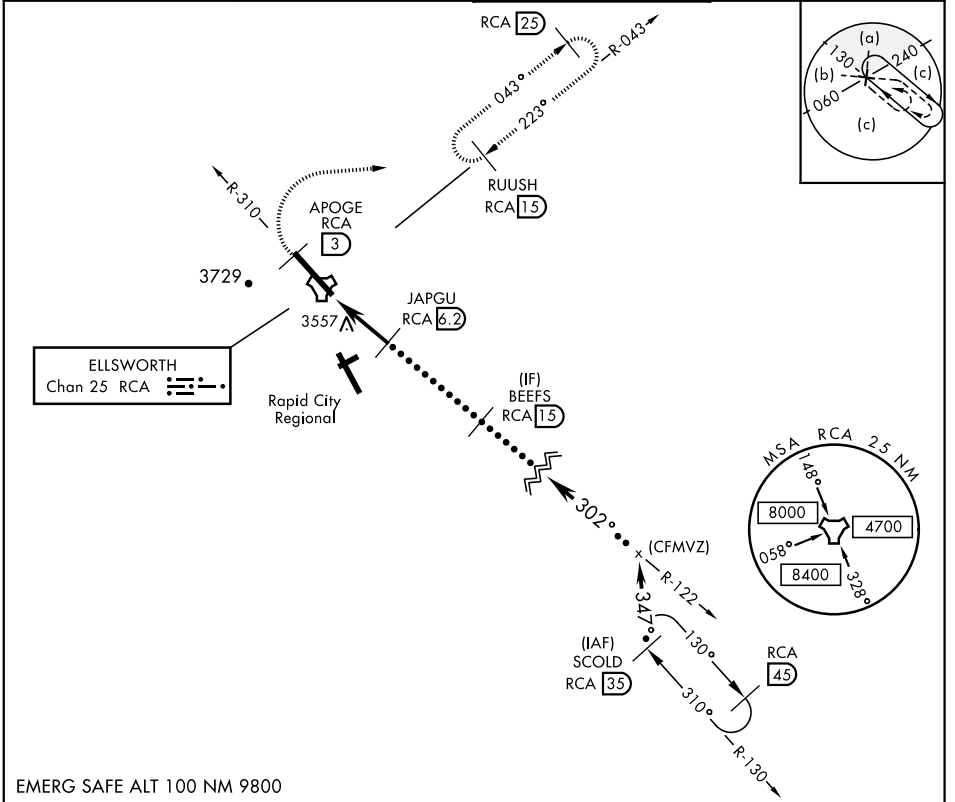 RCA 25
R-043
043°
223°
RUUSH
RCA 15
(a)
130
240
(b)
(c)
060
(c)
R-310
APOGE
RCA
3
3729
3557
JAPGU
RCA 6.2
ELLSWORTH
Chan 25 RCA
Rapid City
Regional
(IF)
BEEFS
RCA 15
302°
(CFMVZ)
R-122
347°
130°
(IAF)
SCOLD
RCA 35
310°
RCA
45
R-130
MSA RCA 25 NM
148°
8000
4700
058°
8400
328°
EMERG SAFE ALT 100 NM 9800